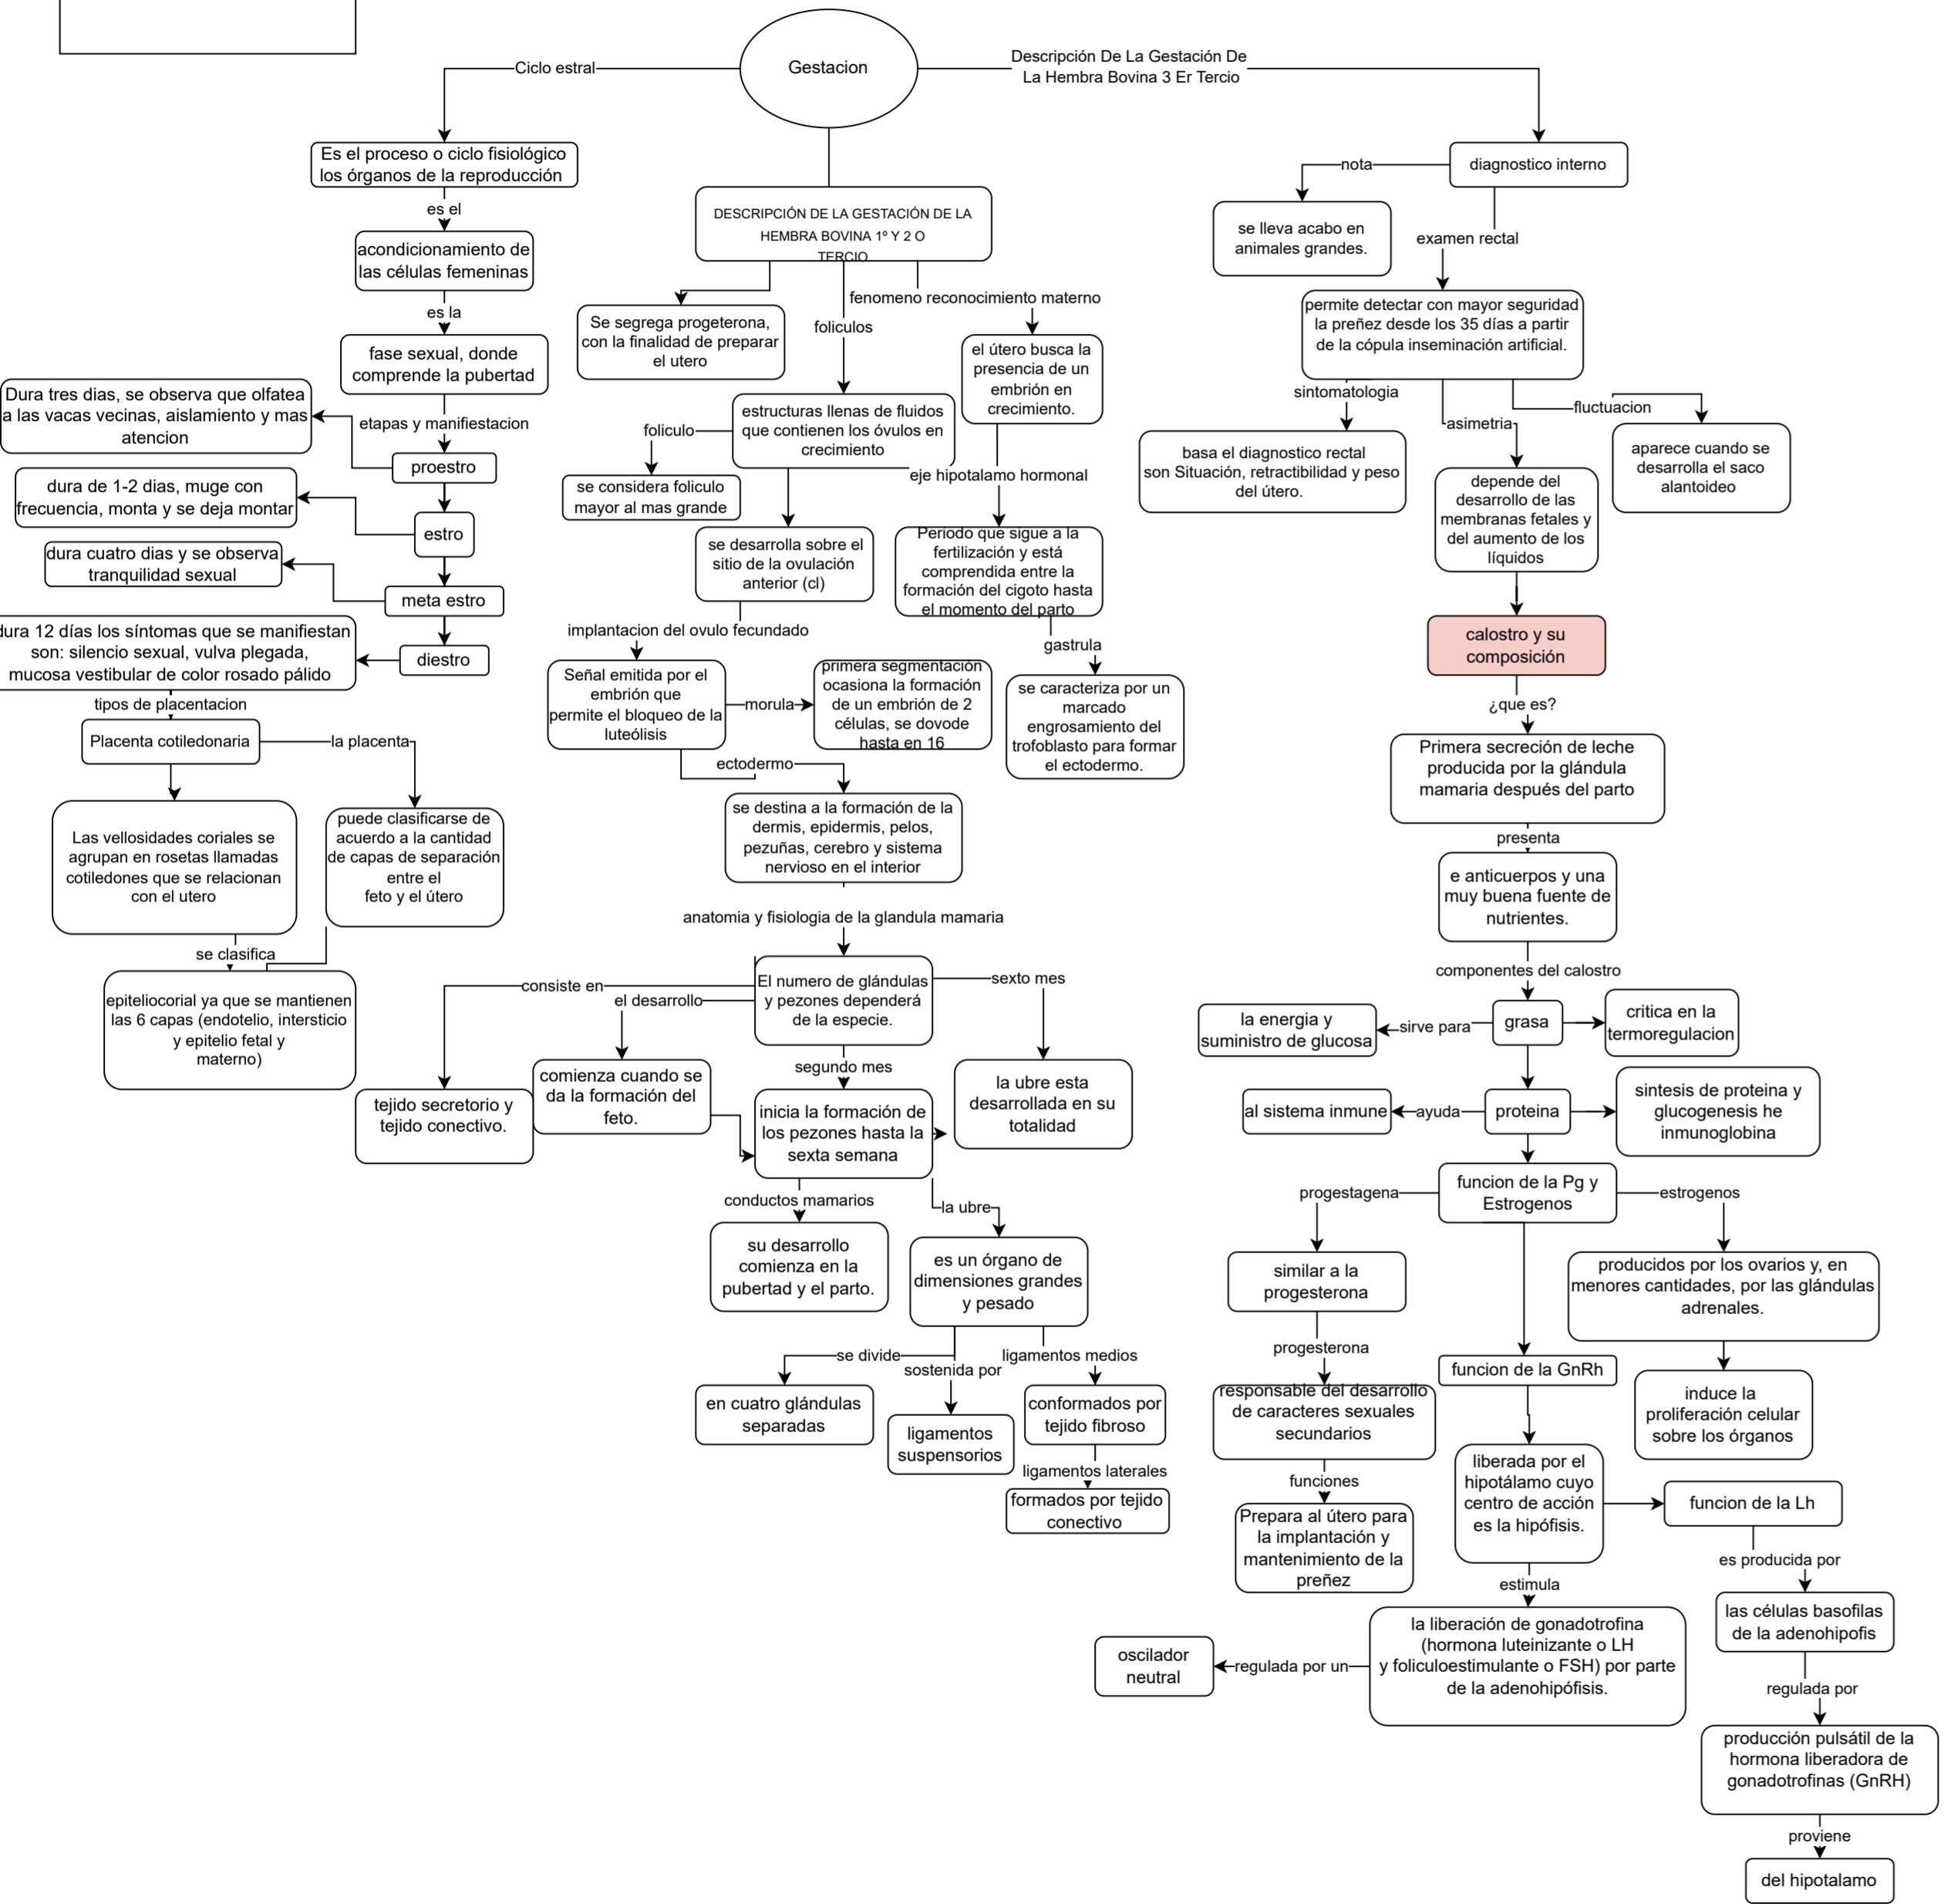 Gestacion
Ciclo estral
Es el proceso o ciclo fisiológico
los órganos de la reproducción
es el
acondicionamiento de
las células femeninas
es la
fase sexual, donde
comprende la pubertad
etapas y manifiestacion
proestro
Dura tres dias, se observa que olfatea
a las vacas vecinas, aislamiento y mas
atencion
estro
dura de 1-2 dias, muge con
frecuencia, monta y se deja montar
meta estro
dura cuatro dias y se observa
tranquilidad sexual
diestro
dura 12 días los síntomas que se manifiestan
son: silencio sexual, vulva plegada,
mucosa vestibular de color rosado pálido
tipos de placentacion
Placenta cotiledonaria
la placenta
Las vellosidades coriales se
agrupan en rosetas llamadas
cotiledones que se relacionan
con el utero
puede clasificarse de
acuerdo a la cantidad
de capas de separación
entre el
feto y el útero
se clasifica
epiteliocorial ya que se mantienen
las 6 capas (endotelio, intersticio
y epitelio fetal y
materno)
DESCRIPCIÓN DE LA GESTACIÓN DE LA
HEMBRA BOVINA 1º Y 2 O
TERCIO
Se segrega progeterona,
con la finalidad de preparar
el utero
foliculos
fenomeno reconocimiento materno
el útero busca la
presencia de un
embrión en
crecimiento.
estructuras llenas de fluidos
que contienen los óvulos en
crecimiento
foliculo
se considera foliculo
mayor al mas grande
eje hipotalamo hormonal
se desarrolla sobre el
sitio de la ovulación
anterior (cl)
Periodo que sigue a la
fertilización y está
comprendida entre la
formación del cigoto hasta
el momento del parto
implantacion del ovulo fecundado
gastrula
Señal emitida por el
embrión que
permite el bloqueo de la
luteólisis
morula
primera segmentación
ocasiona la formación
de un embrión de 2
células, se dovode
hasta en 16
se caracteriza por un
marcado
engrosamiento del
trofoblasto para formar
el ectodermo.
ectodermo
se destina a la formación de la
dermis, epidermis, pelos,
pezuñas, cerebro y sistema
nervioso en el interior
anatomia y fisiologia de la glandula mamaria
El numero de glándulas
y pezones dependerá
de la especie.
consiste en
el desarrollo
sexto mes
segundo mes
tejido secretorio y
tejido conectivo.
comienza cuando se
da la formación del
feto.
inicia la formación de
los pezones hasta la
sexta semana
la ubre esta
desarrollada en su
totalidad
conductos mamarios
la ubre
su desarrollo
comienza en la
pubertad y el parto.
es un órgano de
dimensiones grandes
y pesado
se divide
sostenida por
ligamentos medios
en cuatro glándulas
separadas
ligamentos
suspensorios
conformados por
tejido fibroso
ligamentos laterales
formados por tejido
conectivo
Descripción De La Gestación De
La Hembra Bovina 3 Er Tercio
diagnostico interno
nota
se lleva acabo en
animales grandes.
examen rectal
permite detectar con mayor seguridad
la preñez desde los 35 días a partir
de la cópula inseminación artificial.
sintomatologia
asimetria
fluctuacion
basa el diagnostico rectal
son Situación, retractibilidad y peso
del útero.
depende del
desarrollo de las
membranas fetales y
del aumento de los
líquidos
aparece cuando se
desarrolla el saco
alantoideo
calostro y su
composición
¿que es?
Primera secreción de leche
producida por la glándula
mamaria después del parto
presenta
e anticuerpos y una
muy buena fuente de
nutrientes.
componentes del calostro
grasa
sirve para
la energia y
suministro de glucosa
critica en la
termoregulacion
proteina
ayuda
al sistema inmune
sintesis de proteina y
glucogenesis he
inmunoglobina
funcion de la Pg y
Estrogenos
progestagena
estrogenos
similar a la
progesterona
producidos por los ovarios y, en
menores cantidades, por las glándulas
adrenales.
progesterona
responsable del desarrollo
de caracteres sexuales
secundarios
funcion de la GnRh
induce la
proliferación celular
sobre los órganos
funciones
Prepara al útero para
la implantación y
mantenimiento de la
preñez
liberada por el
hipotálamo cuyo
centro de acción
es la hipófisis.
funcion de la Lh
estimula
es producida por
la liberación de gonadotrofina
(hormona luteinizante o LH
y foliculoestimulante o FSH) por parte
de la adenohipófisis.
regulada por un
oscilador
neutral
las células basofilas
de la adenohipofis
regulada por
producción pulsátil de la
hormona liberadora de
gonadotrofinas (GnRH)
proviene
del hipotalamo